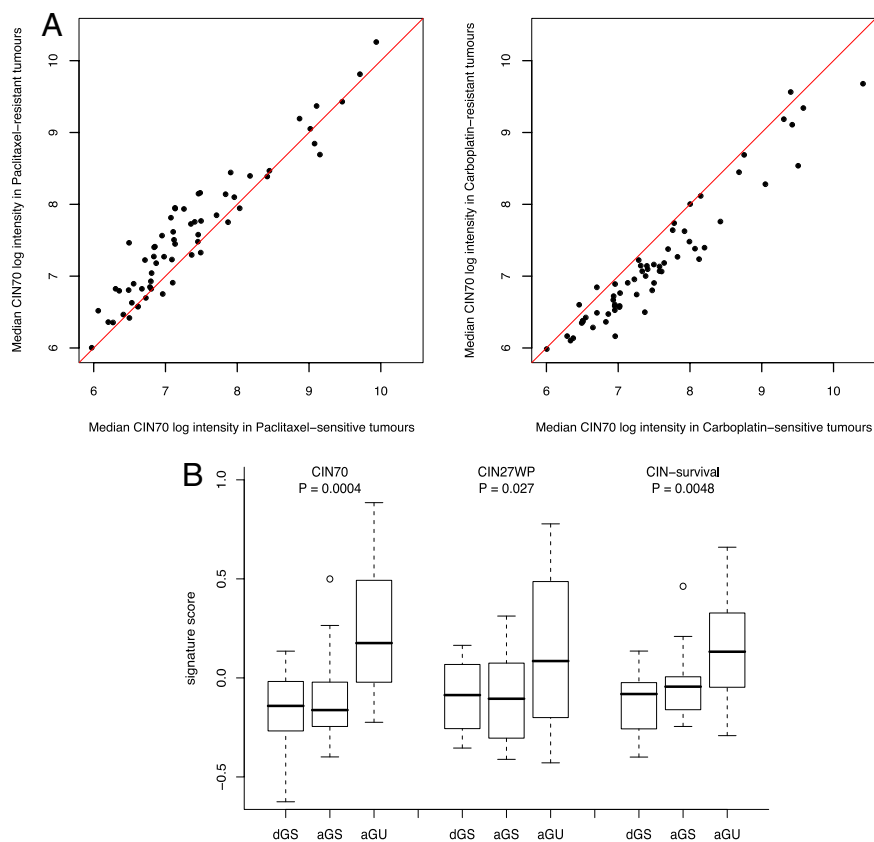 A
Median CIN70 log intensity in Paclitaxel-resistant tumours
10
9
8
7
6
6 7 8 9 10
Median CIN70 log intensity in Paclitaxel-sensitive tumours
Median CIN70 log intensity in Carboplatin-resistant tumours
10
9
8
7
6
6 7 8 9 10
Median CIN70 log intensity in Carboplatin-sensitive tumours
B
signature score
1.0
0.5
0.0
-0.5
CIN70
P = 0.0004
CIN27WP
P = 0.027
CIN-survival
P = 0.0048
dGS aGS aGU dGS aGS aGU dGS aGS aGU